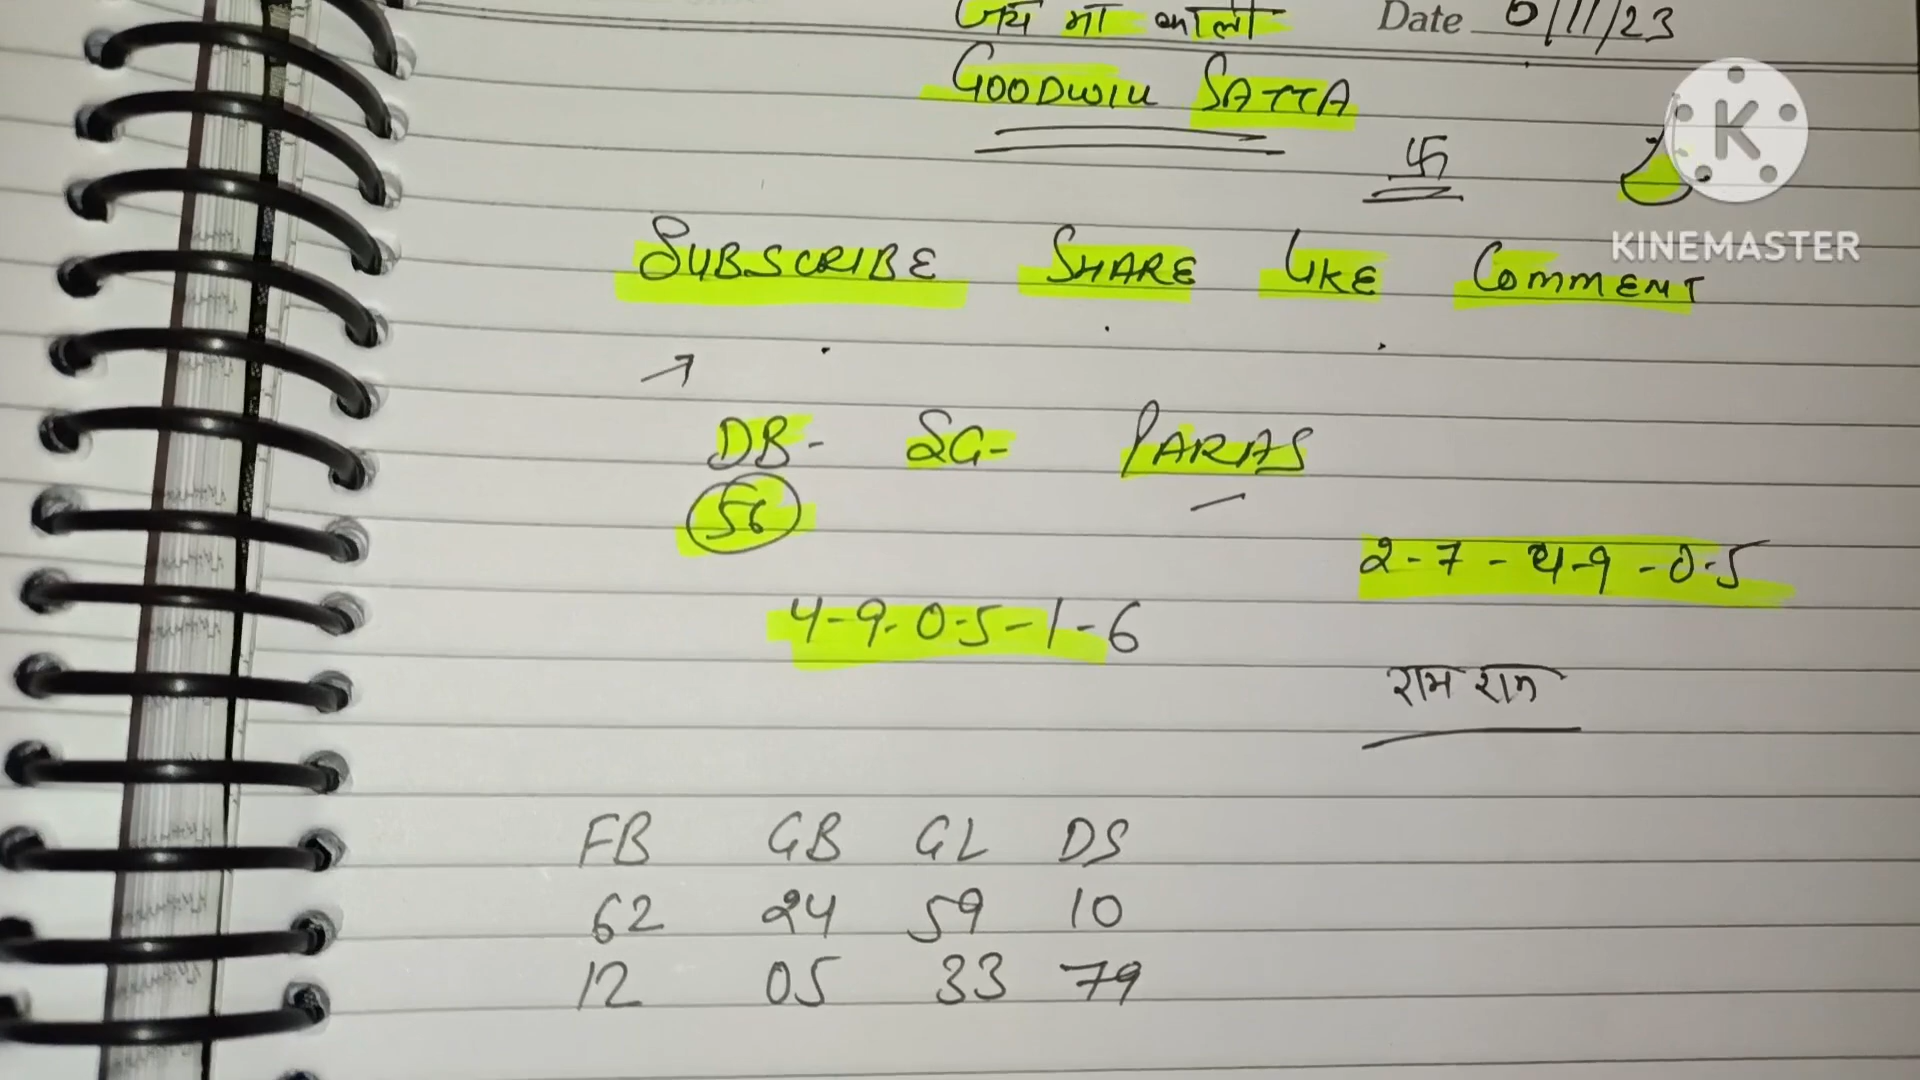 जय माँ काली Date 6/11/23
GOODWILL SATTA
卐
KINEMASTER
SUBSCRIBE SHARE LIKE COMMENT
DB- SG- PARAS
56
2-7-4-9-0-5
4-9-0-5-1-6
राम राम
FB GB GL DS
62 24 59 10
12 05 33 79